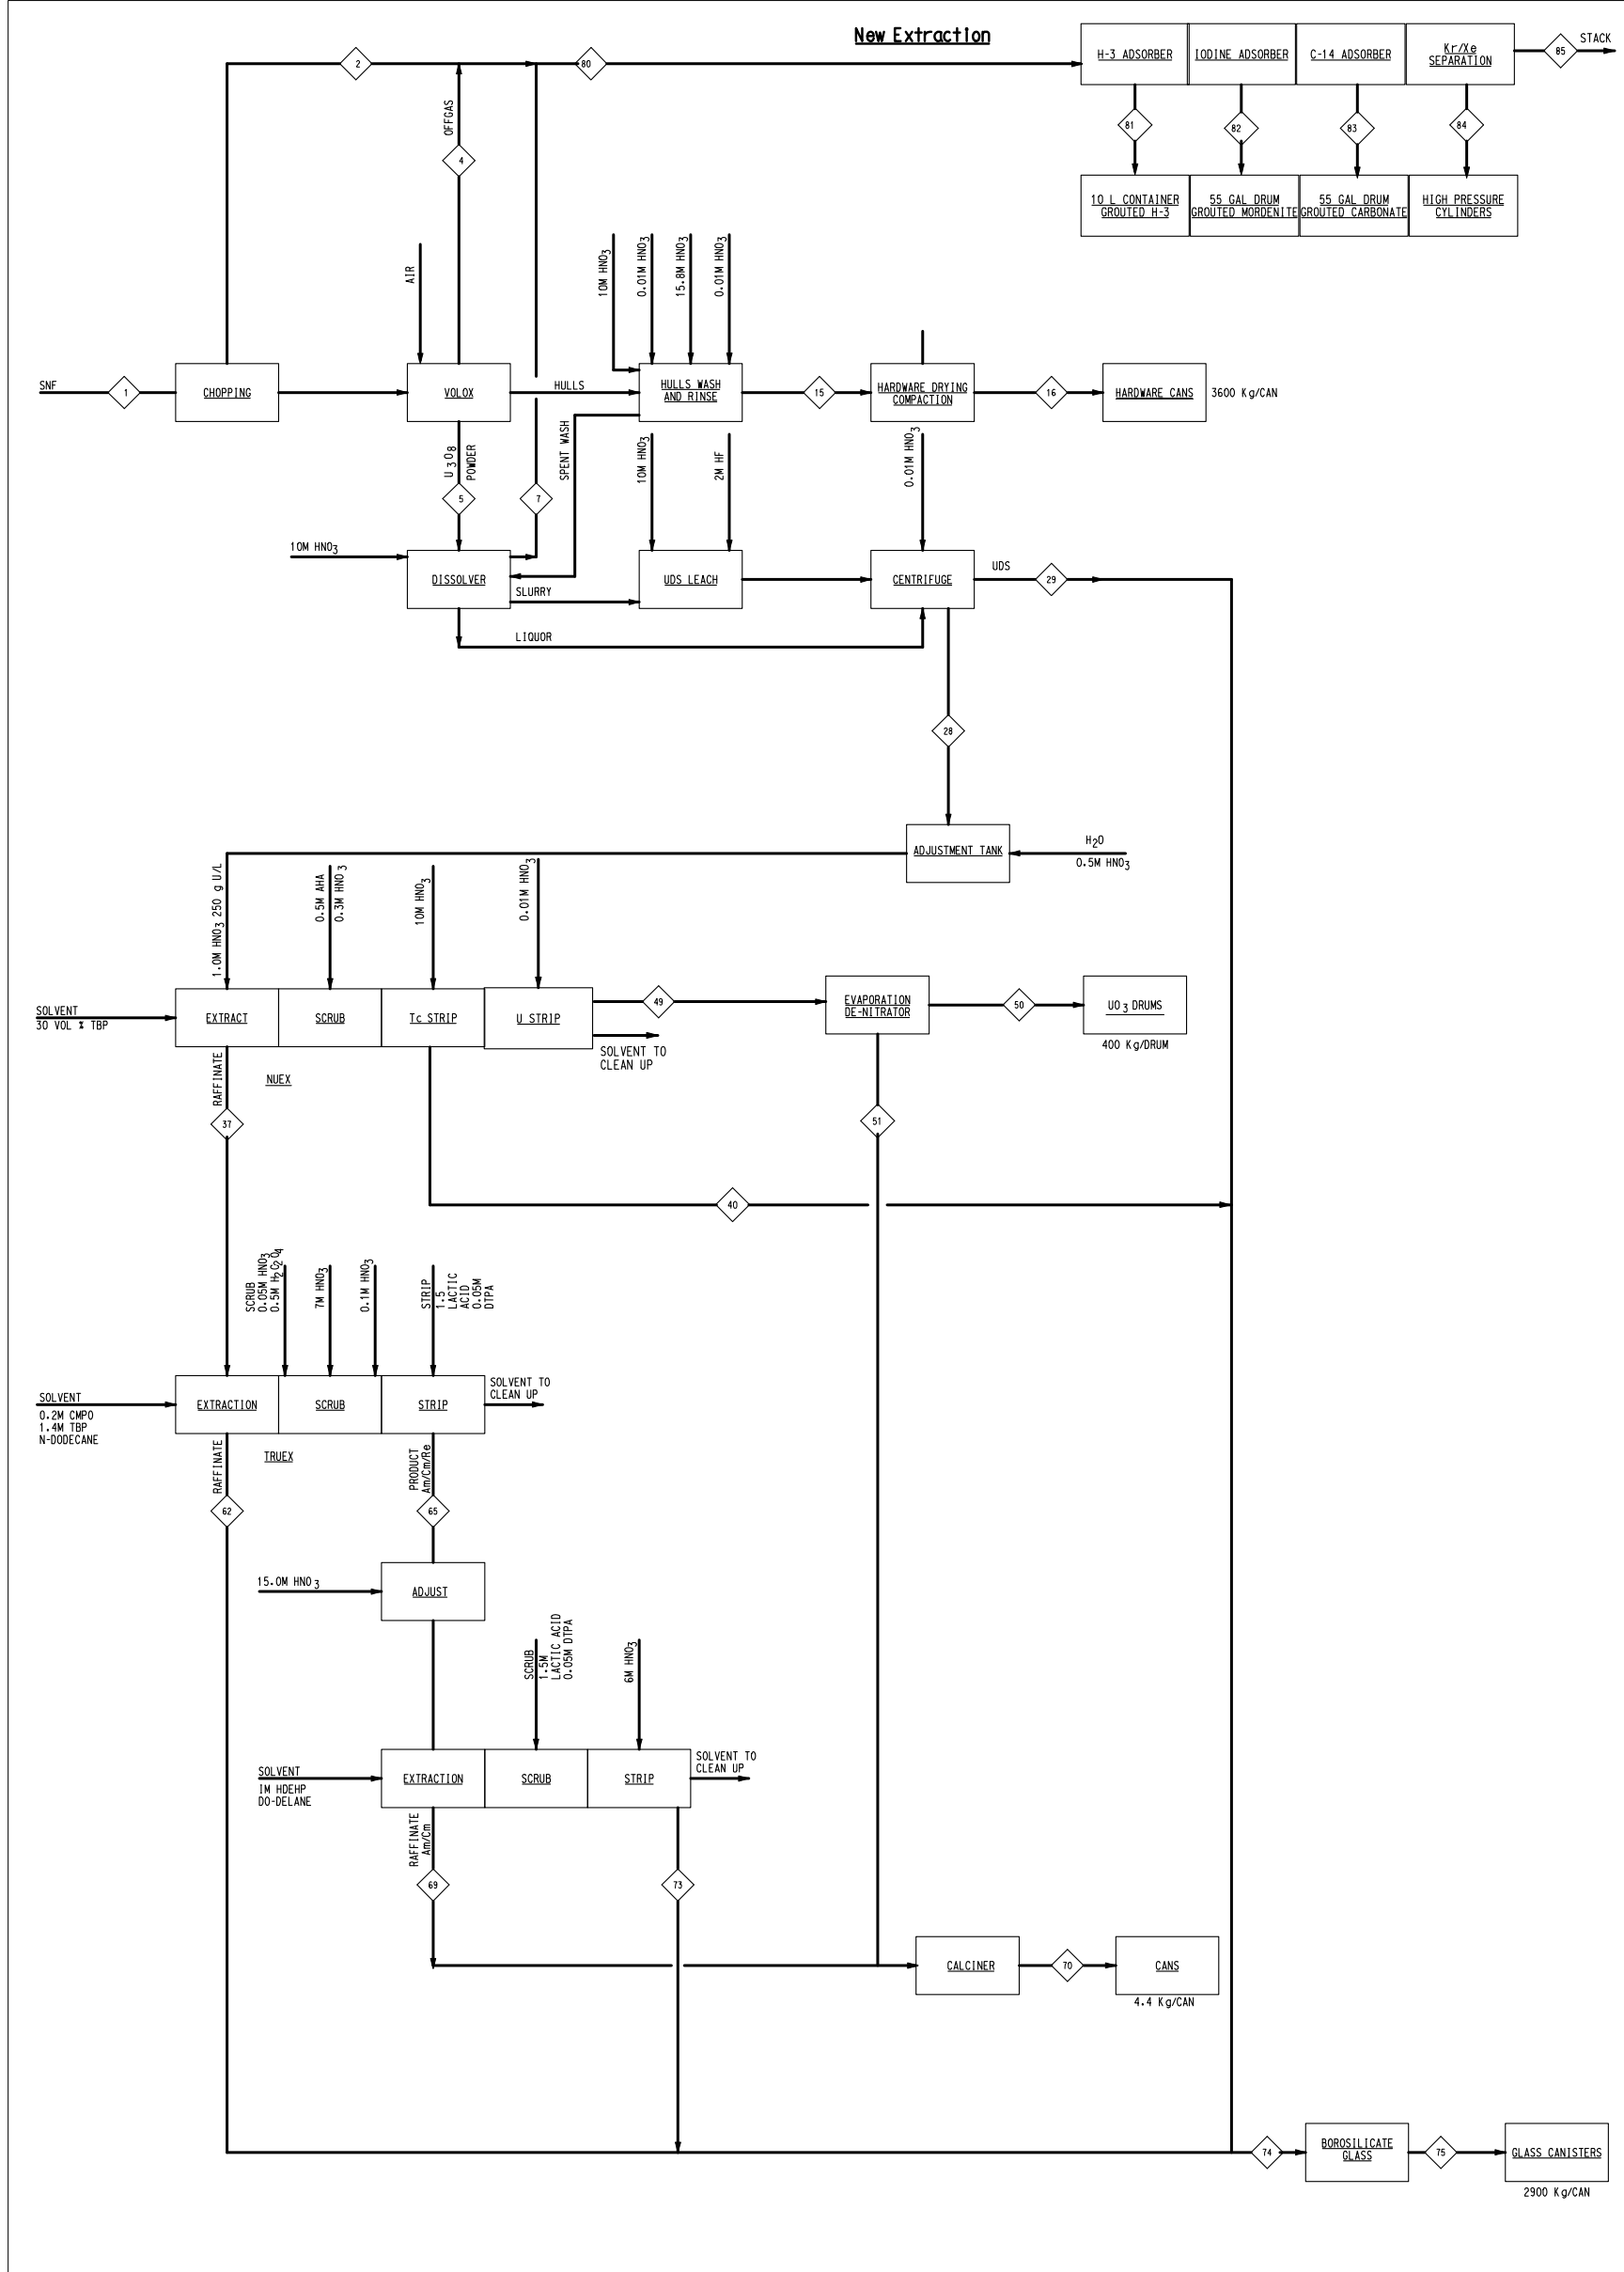 New Extraction
STACK
2
80
H-3 ADSORBER
IODINE ADSORBER
C-14 ADSORBER
Kr/Xe
SEPARATION
85
OFFGAS
4
81
82
83
84
10 L CONTAINER
GROUTED H-3
55 GAL DRUM
GROUTED MORDENITE
55 GAL DRUM
GROUTED CARBONATE
HIGH PRESSURE
CYLINDERS
AIR
10M HNO3
0.01M HNO3
15.8M HNO3
0.01M HNO3
SNF
1
CHOPPING
VOLOX
HULLS
HULLS WASH
AND RINSE
15
HARDWARE DRYING
COMPACTION
16
HARDWARE CANS
3600 Kg/CAN
U3O8
POWDER
5
7
SPENT WASH
10M HNO3
2M HF
0.01M HNO3
10M HNO3
DISSOLVER
SLURRY
UDS LEACH
CENTRIFUGE
UDS
29
LIQUOR
28
ADJUSTMENT TANK
H2O
0.5M HNO3
1.0M HNO3 250 g U/L
0.5M AHA
0.3M HNO3
10M HNO3
0.01M HNO3
SOLVENT
30 VOL % TBP
EXTRACT
SCRUB
Tc STRIP
U STRIP
49
EVAPORATION
DE-NITRATOR
50
UO3 DRUMS
400 Kg/DRUM
SOLVENT TO
CLEAN UP
RAFFINATE
NUEX
37
51
40
SCRUB
0.05M HNO3
0.5M H2C2O4
7M HNO3
0.1M HNO3
STRIP
1.5
LACTIC
ACID
0.05M
DTPA
SOLVENT
0.2M CMPO
1.4M TBP
N-DODECANE
EXTRACTION
SCRUB
STRIP
SOLVENT TO
CLEAN UP
RAFFINATE
TRUEX
PRODUCT
Am/Cm/Re
62
65
15.0M HNO3
ADJUST
SCRUB
1.5M
LACTIC ACID
0.05M DTPA
6M HNO3
SOLVENT
IM HDEHP
DO-DELANE
EXTRACTION
SCRUB
STRIP
SOLVENT TO
CLEAN UP
RAFFINATE
Am/Cm
69
73
CALCINER
70
CANS
4.4 Kg/CAN
74
BOROSILICATE
GLASS
75
GLASS CANISTERS
2900 Kg/CAN